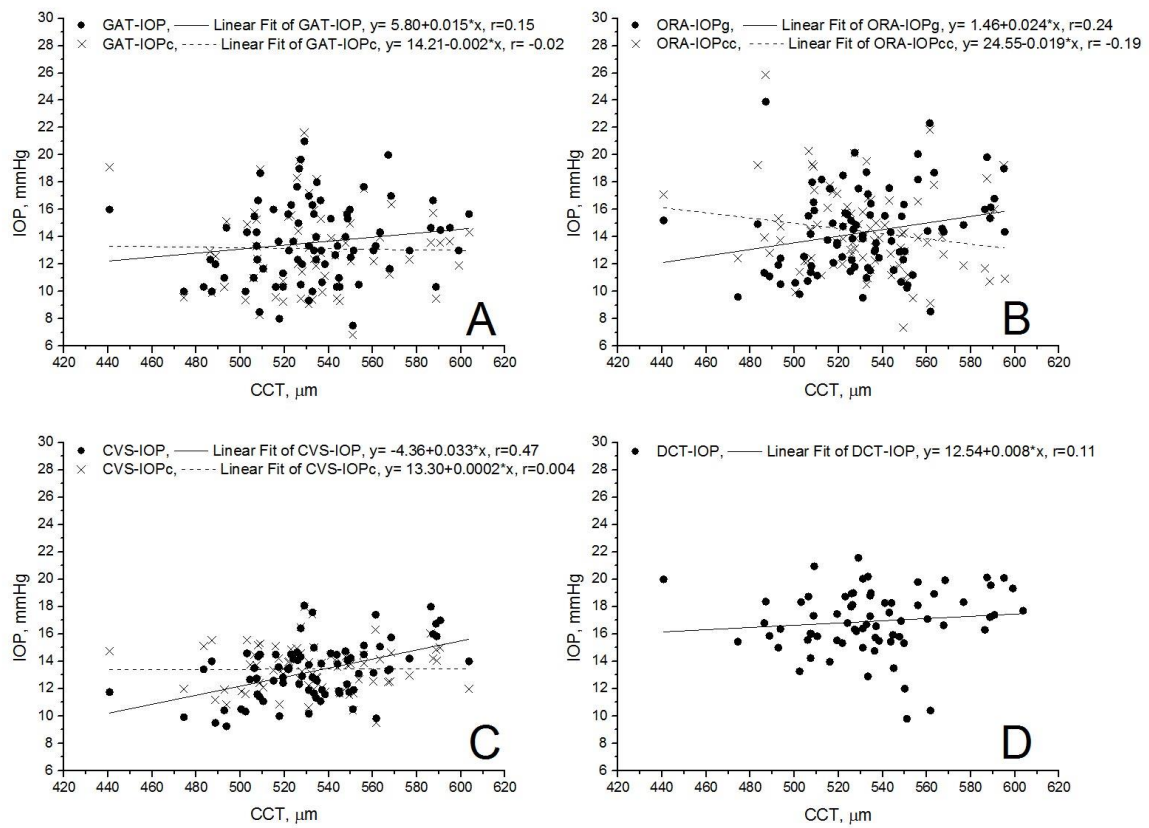 GAT-IOP, Linear Fit of GAT-IOP, y= 5.80+0.015*x, r=0.15
GAT-IOPc, Linear Fit of GAT-IOPc, y= 14.21-0.002*x, r= -0.02
30
28
26
24
22
20
18
16
14
12
10
8
6
IOP, mmHg
A
420 440 460 480 500 520 540 560 580 600 620
CCT, μm
ORA-IOPg, Linear Fit of ORA-IOPg, y= 1.46+0.024*x, r=0.24
ORA-IOPcc, Linear Fit of ORA-IOPcc, y= 24.55-0.019*x, r= -0.19
30
28
26
24
22
20
18
16
14
12
10
8
6
IOP, mmHg
B
420 440 460 480 500 520 540 560 580 600 620
CCT, μm
CVS-IOP, Linear Fit of CVS-IOP, y= -4.36+0.033*x, r=0.47
CVS-IOPc, Linear Fit of CVS-IOPc, y= 13.30+0.0002*x, r=0.004
30
28
26
24
22
20
18
16
14
12
10
8
6
IOP, mmHg
C
420 440 460 480 500 520 540 560 580 600 620
CCT, μm
DCT-IOP, Linear Fit of DCT-IOP, y= 12.54+0.008*x, r=0.11
30
28
26
24
22
20
18
16
14
12
10
8
6
IOP, mmHg
D
420 440 460 480 500 520 540 560 580 600 620
CCT, μm